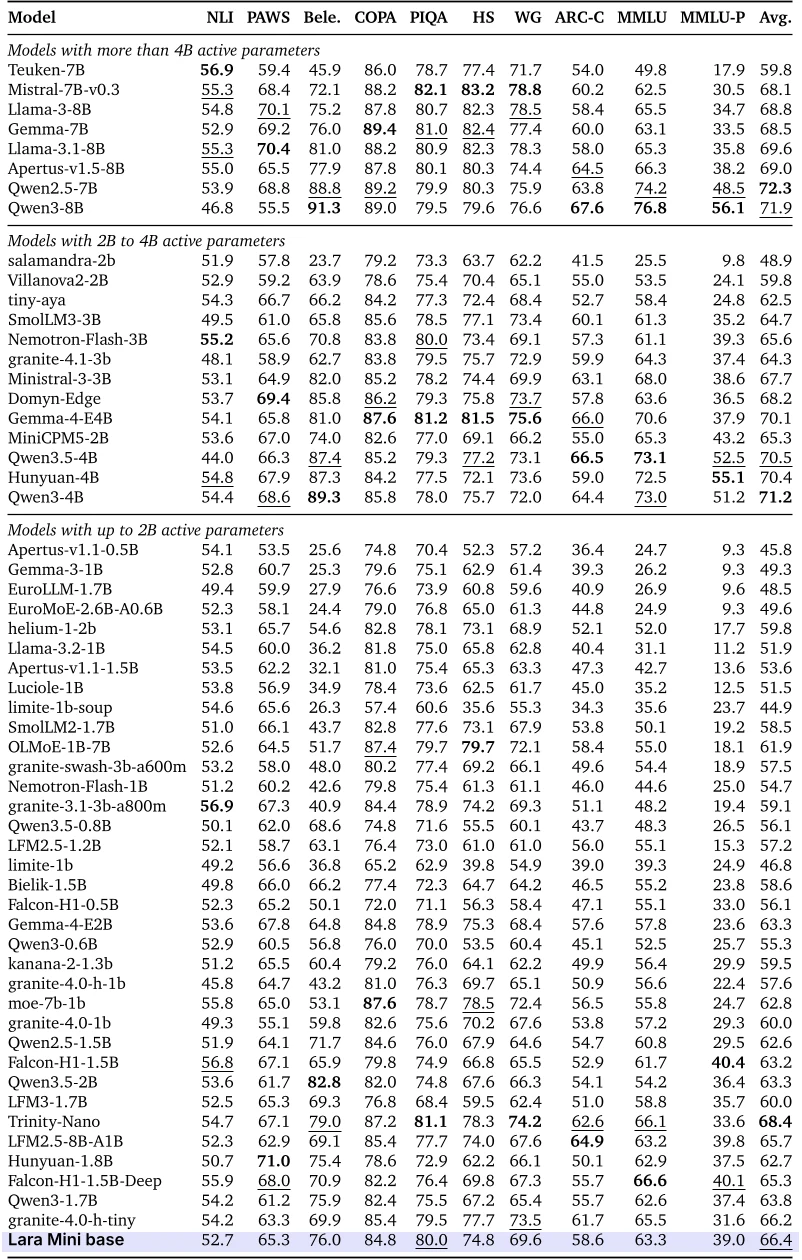 Model NLI PAWS Bele. COPA PIQA HS WG ARC-C MMLU MMLU-P Avg.
Models with more than 4B active parameters
Teuken-7B 56.9 59.4 45.9 86.0 78.7 77.4 71.7 54.0 49.8 17.9 59.8
Mistral-7B-v0.3 55.3 68.4 72.1 88.2 82.1 83.2 78.8 60.2 62.5 30.5 68.1
Llama-3-8B 54.8 70.1 75.2 87.8 80.7 82.3 78.5 58.4 65.5 34.7 68.8
Gemma-7B 52.9 69.2 76.0 89.4 81.0 82.4 77.4 60.0 63.1 33.5 68.5
Llama-3.1-8B 55.3 70.4 81.0 88.2 80.9 82.3 78.3 58.0 65.3 35.8 69.6
Apertus-v1.5-8B 55.0 65.5 77.9 87.8 80.1 80.3 74.4 64.5 66.3 38.2 69.0
Qwen2.5-7B 53.9 68.8 88.8 89.2 79.9 80.3 75.9 63.8 74.2 48.5 72.3
Qwen3-8B 46.8 55.5 91.3 89.0 79.5 79.6 76.6 67.6 76.8 56.1 71.9
Models with 2B to 4B active parameters
salamandra-2b 51.9 57.8 23.7 79.2 73.3 63.7 62.2 41.5 25.5 9.8 48.9
Villanova2-2B 52.9 59.2 63.9 78.6 75.4 70.4 65.1 55.0 53.5 24.1 59.8
tiny-aya 54.3 66.7 66.2 84.2 77.3 72.4 68.4 52.7 58.4 24.8 62.5
SmolLM3-3B 49.5 61.0 65.8 85.6 78.5 77.1 73.4 60.1 61.3 35.2 64.7
Nemotron-Flash-3B 55.2 65.6 70.8 83.8 80.0 73.4 69.1 57.3 61.1 39.3 65.6
granite-4.1-3b 48.1 58.9 62.7 83.8 79.5 75.7 72.9 59.9 64.3 37.4 64.3
Ministral-3-3B 53.1 64.9 82.0 85.2 78.2 74.4 69.9 63.1 68.0 38.6 67.7
Domyn-Edge 53.7 69.4 85.8 86.2 79.3 75.8 73.7 57.8 63.6 36.5 68.2
Gemma-4-E4B 54.1 65.8 81.0 87.6 81.2 81.5 75.6 66.0 70.6 37.9 70.1
MiniCPM5-2B 53.6 67.0 74.0 82.6 77.0 69.1 66.2 55.0 65.3 43.2 65.3
Qwen3.5-4B 44.0 66.3 87.4 85.2 79.3 77.2 73.1 66.5 73.1 52.5 70.5
Hunyuan-4B 54.8 67.9 87.3 84.2 77.5 72.1 73.6 59.0 72.5 55.1 70.4
Qwen3-4B 54.4 68.6 89.3 85.8 78.0 75.7 72.0 64.4 73.0 51.2 71.2
Models with up to 2B active parameters
Apertus-v1.1-0.5B 54.1 53.5 25.6 74.8 70.4 52.3 57.2 36.4 24.7 9.3 45.8
Gemma-3-1B 52.8 60.7 25.3 79.6 75.1 62.9 61.4 39.3 26.2 9.3 49.3
EuroLLM-1.7B 49.4 59.9 27.9 76.6 73.9 60.8 59.6 40.9 26.9 9.6 48.5
EuroMoE-2.6B-A0.6B 52.3 58.1 24.4 79.0 76.8 65.0 61.3 44.8 24.9 9.3 49.6
helium-1-2b 53.1 65.7 54.6 82.8 78.1 73.1 68.9 52.1 52.0 17.7 59.8
Llama-3.2-1B 54.5 60.0 36.2 81.8 75.0 65.8 62.8 40.4 31.1 11.2 51.9
Apertus-v1.1-1.5B 53.5 62.2 32.1 81.0 75.4 65.3 63.3 47.3 42.7 13.6 53.6
Luciole-1B 53.8 56.9 34.9 78.4 73.6 62.5 61.7 45.0 35.2 12.5 51.5
limite-1b-soup 54.6 65.6 26.3 57.4 60.6 35.6 55.3 34.3 35.6 23.7 44.9
SmolLM2-1.7B 51.0 66.1 43.7 82.8 77.6 73.1 67.9 53.8 50.1 19.2 58.5
OLMoE-1B-7B 52.6 64.5 51.7 87.4 79.7 79.7 72.1 58.4 55.0 18.1 61.9
granite-swash-3b-a600m 53.2 58.0 48.0 80.2 77.4 69.2 66.1 49.6 54.4 18.9 57.5
Nemotron-Flash-1B 51.2 60.2 42.6 79.8 75.4 61.3 61.1 46.0 44.6 25.0 54.7
granite-3.1-3b-a800m 56.9 67.3 40.9 84.4 78.9 74.2 69.3 51.1 48.2 19.4 59.1
Qwen3.5-0.8B 50.1 62.0 68.6 74.8 71.6 55.5 60.1 43.7 48.3 26.5 56.1
LFM2.5-1.2B 52.1 58.7 63.1 76.4 73.0 61.0 61.0 56.0 55.1 15.3 57.2
limite-1b 49.2 56.6 36.8 65.2 62.9 39.8 54.9 39.0 39.3 24.9 46.8
Bielik-1.5B 49.8 66.0 66.2 77.4 72.3 64.7 64.2 46.5 55.2 23.8 58.6
Falcon-H1-0.5B 52.3 65.2 50.1 72.0 71.1 56.3 58.4 47.1 55.1 33.0 56.1
Gemma-4-E2B 53.6 67.8 64.8 84.8 78.9 75.3 68.4 57.6 57.8 23.6 63.3
Qwen3-0.6B 52.9 60.5 56.8 76.0 70.0 53.5 60.4 45.1 52.5 25.7 55.3
kanana-2-1.3b 51.2 65.5 60.4 79.2 76.0 64.1 62.2 49.9 56.4 29.9 59.5
granite-4.0-h-1b 45.8 64.7 43.2 81.0 76.3 69.7 65.1 50.9 56.6 22.4 57.6
moe-7b-1b 55.8 65.0 53.1 87.6 78.7 78.5 72.4 56.5 55.8 24.7 62.8
granite-4.0-1b 49.3 55.1 59.8 82.6 75.6 70.2 67.6 53.8 57.2 29.3 60.0
Qwen2.5-1.5B 51.9 64.1 71.7 84.6 76.0 67.9 64.6 54.7 60.8 29.5 62.6
Falcon-H1-1.5B 56.8 67.1 65.9 79.8 74.9 66.8 65.5 52.9 61.7 40.4 63.2
Qwen3.5-2B 53.6 61.7 82.8 82.0 74.8 67.6 66.3 54.1 54.2 36.4 63.3
LFM3-1.7B 52.5 65.3 69.3 76.8 68.4 59.5 62.4 51.0 58.8 35.7 60.0
Trinity-Nano 54.7 67.1 79.0 87.2 81.1 78.3 74.2 62.6 66.1 33.6 68.4
LFM2.5-8B-A1B 52.3 62.9 69.1 85.4 77.7 74.0 67.6 64.9 63.2 39.8 65.7
Hunyuan-1.8B 50.7 71.0 75.4 78.6 72.9 62.2 66.1 50.1 62.9 37.5 62.7
Falcon-H1-1.5B-Deep 55.9 68.0 70.9 82.2 76.4 69.8 67.3 55.7 66.6 40.1 65.3
Qwen3-1.7B 54.2 61.2 75.9 82.4 75.5 67.2 65.4 55.7 62.6 37.4 63.8
granite-4.0-h-tiny 54.2 63.3 69.9 85.4 79.5 77.7 73.5 61.7 65.5 31.6 66.2
Lara Mini base 52.7 65.3 76.0 84.8 80.0 74.8 69.6 58.6 63.3 39.0 66.4